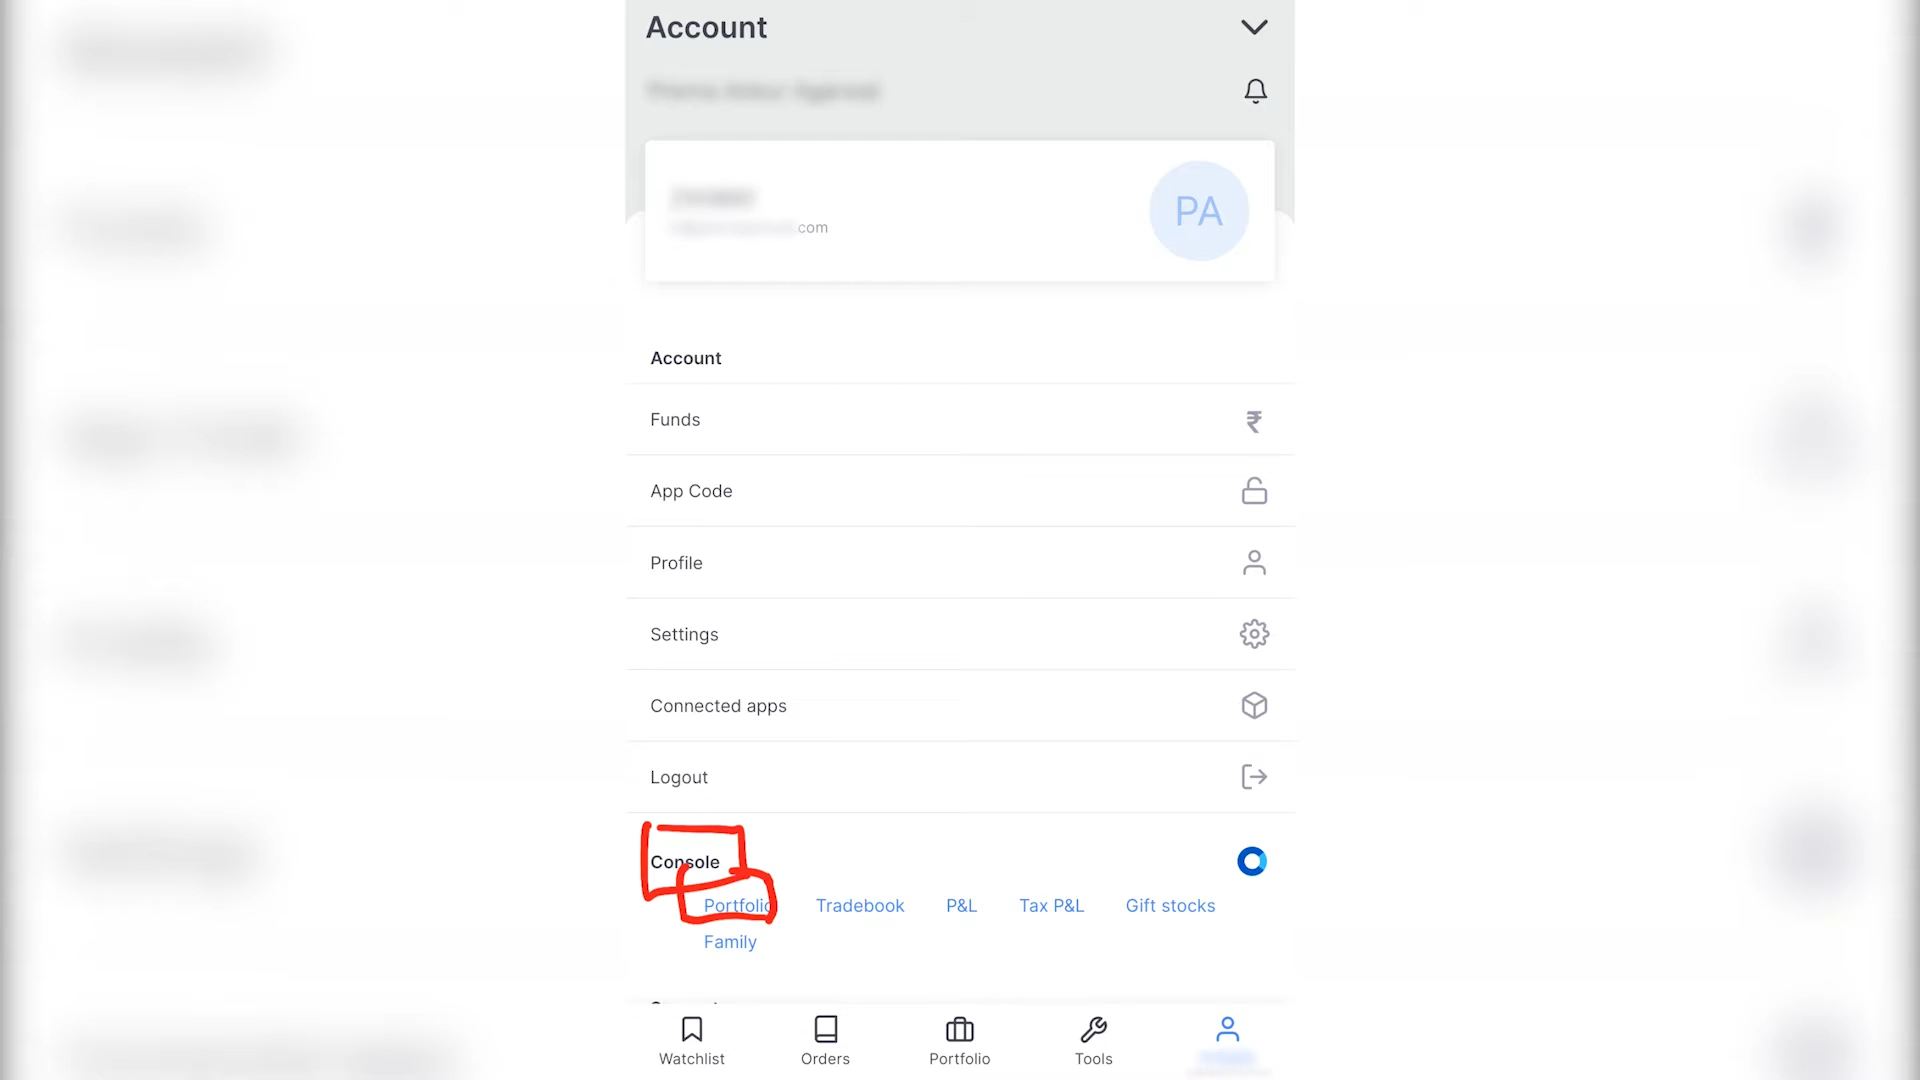 Account
com
PA
Account
Funds
₹
App Code
Profile
Settings
Connected apps
Logout
Console
Portfolio Tradebook P&L Tax P&L Gift stocks
Family
Watchlist Orders Portfolio Tools